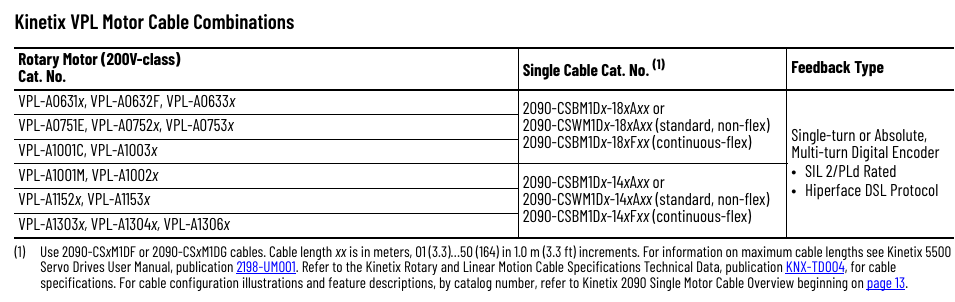 Kinetix VPL Motor Cable Combinations
Rotary Motor (200V-class)
Cat. No.
Single Cable Cat. No. (1)
Feedback Type
VPL-A0631x, VPL-A0632F, VPL-A0633x
VPL-A0751E, VPL-A0752x, VPL-A0753x
VPL-A1001C, VPL-A1003x
2090-CSBM1Dx-18xAxx or
2090-CSWM1Dx-18xAxx (standard, non-flex)
2090-CSBM1Dx-18xFxx (continuous-flex)
VPL-A1001M, VPL-A1002x
VPL-A1152x, VPL-A1153x
VPL-A1303x, VPL-A1304x, VPL-A1306x
2090-CSBM1Dx-14xAxx or
2090-CSWM1Dx-14xAxx (standard, non-flex)
2090-CSBM1Dx-14xFxx (continuous-flex)
Single-turn or Absolute,
Multi-turn Digital Encoder
• SIL 2/PLd Rated
• Hiperface DSL Protocol
(1) Use 2090-CSxM1DF or 2090-CSxM1DG cables. Cable length xx is in meters, 01 (3.3)…50 (164) in 1.0 m (3.3 ft) increments. For information on maximum cable lengths see Kinetix 5500
Servo Drives User Manual, publication 2198-UM001. Refer to the Kinetix Rotary and Linear Motion Cable Specifications Technical Data, publication KNX-TD004, for cable
specifications. For cable configuration illustrations and feature descriptions, by catalog number, refer to Kinetix 2090 Single Motor Cable Overview beginning on page 13.